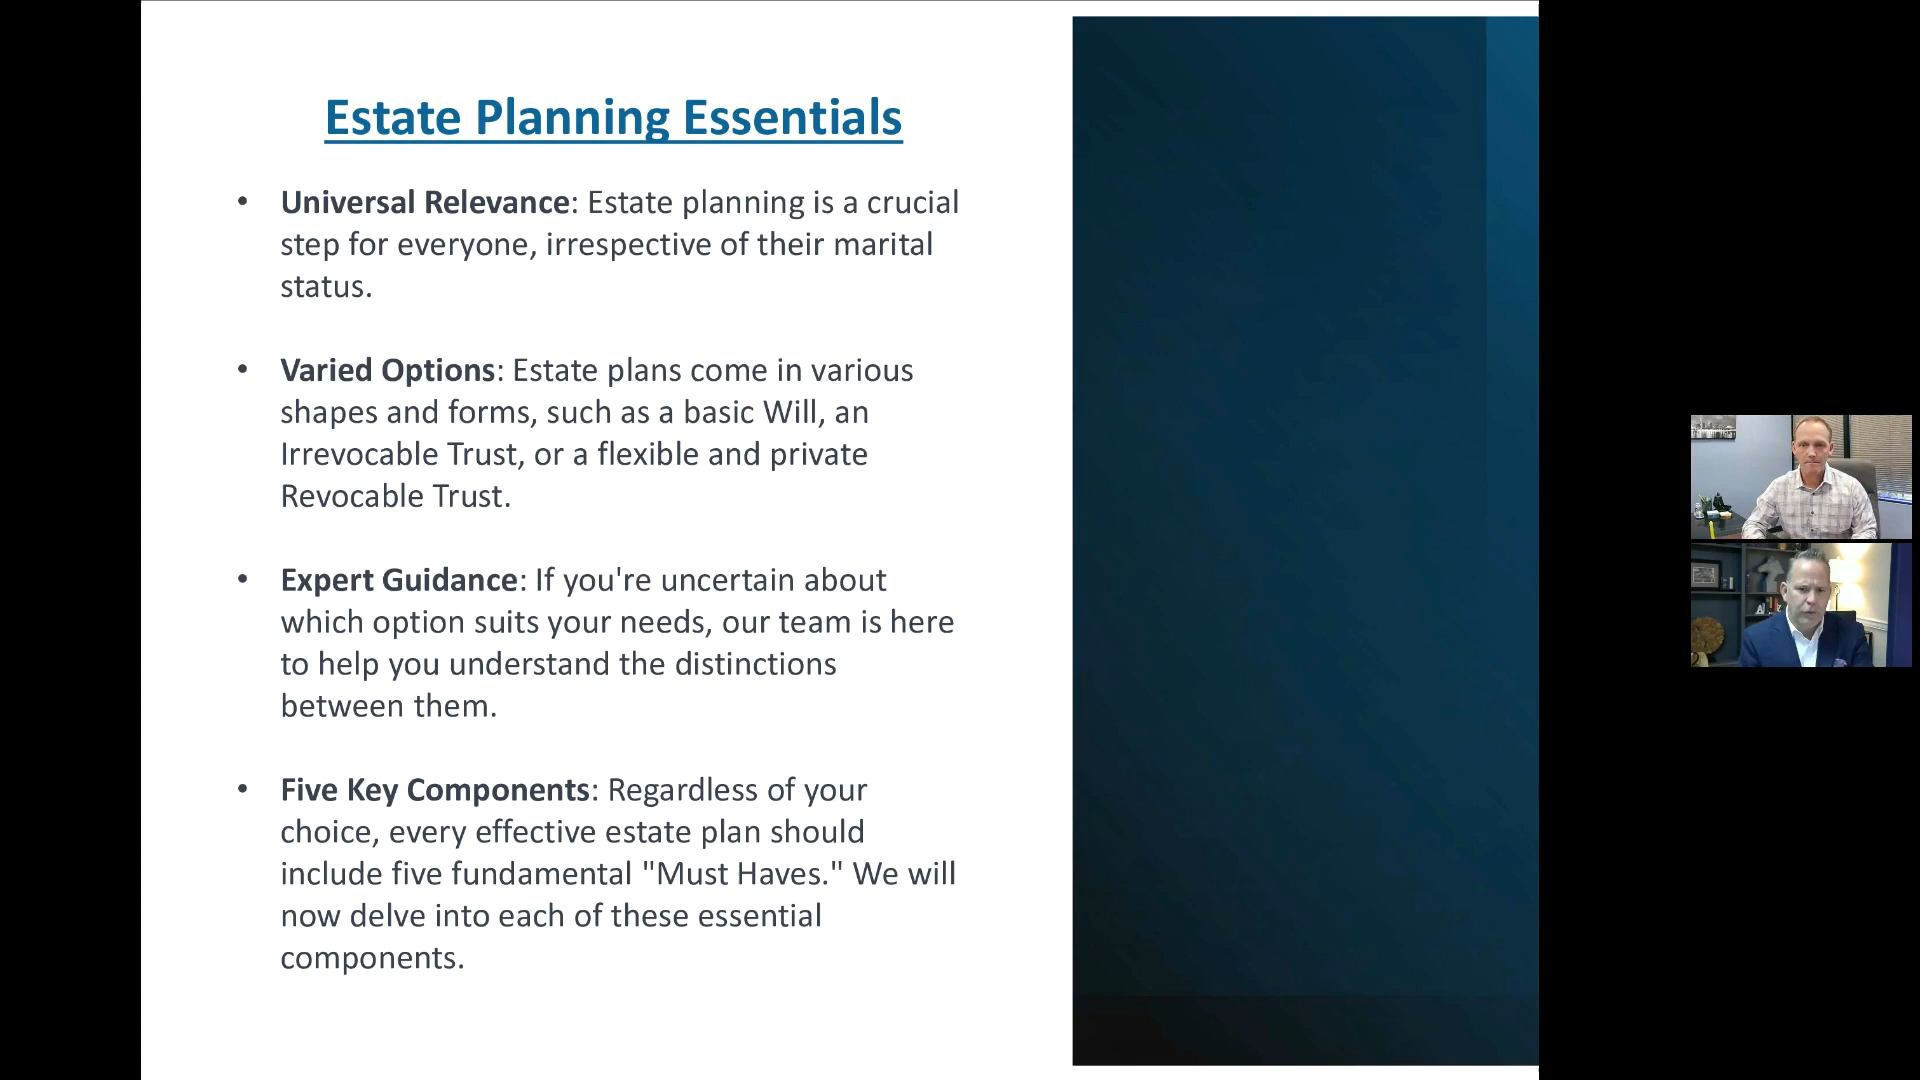 Estate Planning Essentials
• Universal Relevance: Estate planning is a crucial
step for everyone, irrespective of their marital
status.
• Varied Options: Estate plans come in various
shapes and forms, such as a basic Will, an
Irrevocable Trust, or a flexible and private
Revocable Trust.
• Expert Guidance: If you're uncertain about
which option suits your needs, our team is here
to help you understand the distinctions
between them.
• Five Key Components: Regardless of your
choice, every effective estate plan should
include five fundamental "Must Haves." We will
now delve into each of these essential
components.